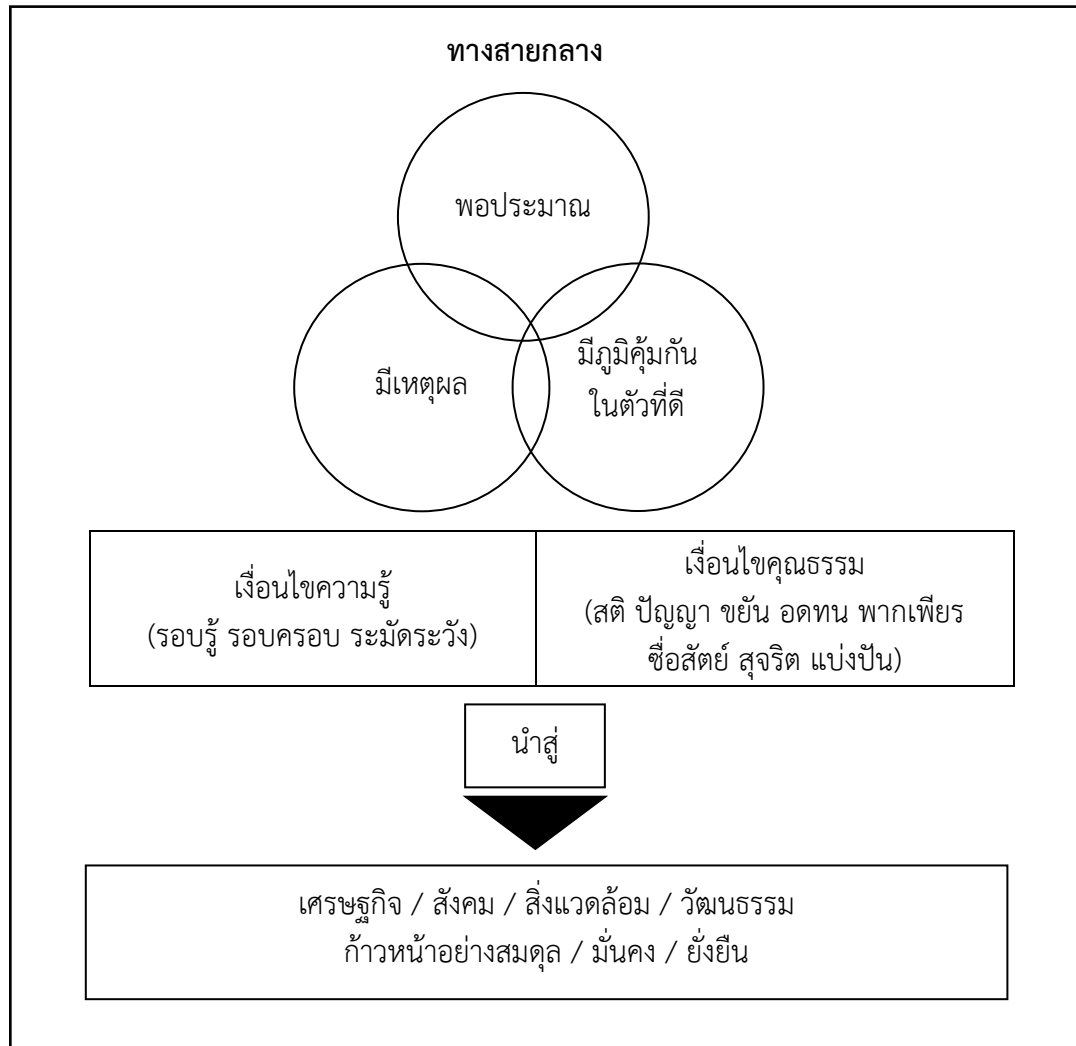 ทางสายกลาง
พอประมาณ
มีเหตุผล
มีภูมิคุ้มกัน
ในตัวที่ดี
เงื่อนไขความรู้
(รอบรู้ รอบครอบ ระมัดระวัง)
เงื่อนไขคุณธรรม
(สติ ปัญญา ขยัน อดทน พากเพียร
ซื่อสัตย์ สุจริต แบ่งปัน)
นำสู่
เศรษฐกิจ / สังคม / สิ่งแวดล้อม / วัฒนธรรม
ก้าวหน้าอย่างสมดุล / มั่นคง / ยั่งยืน